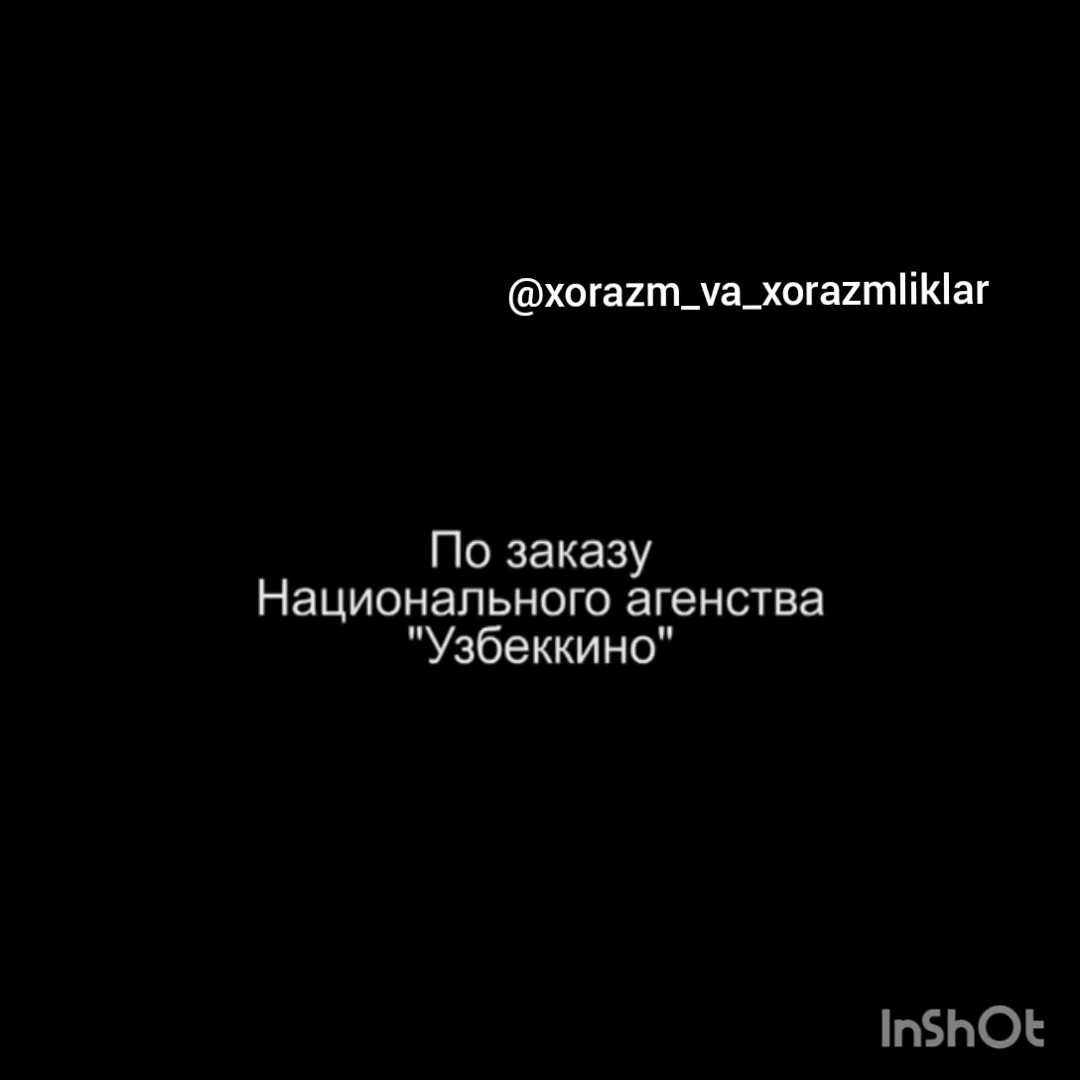 @xorazm_va_xorazmliklar
По заказу
Национального агенства
"Узбеккино"
InShOt